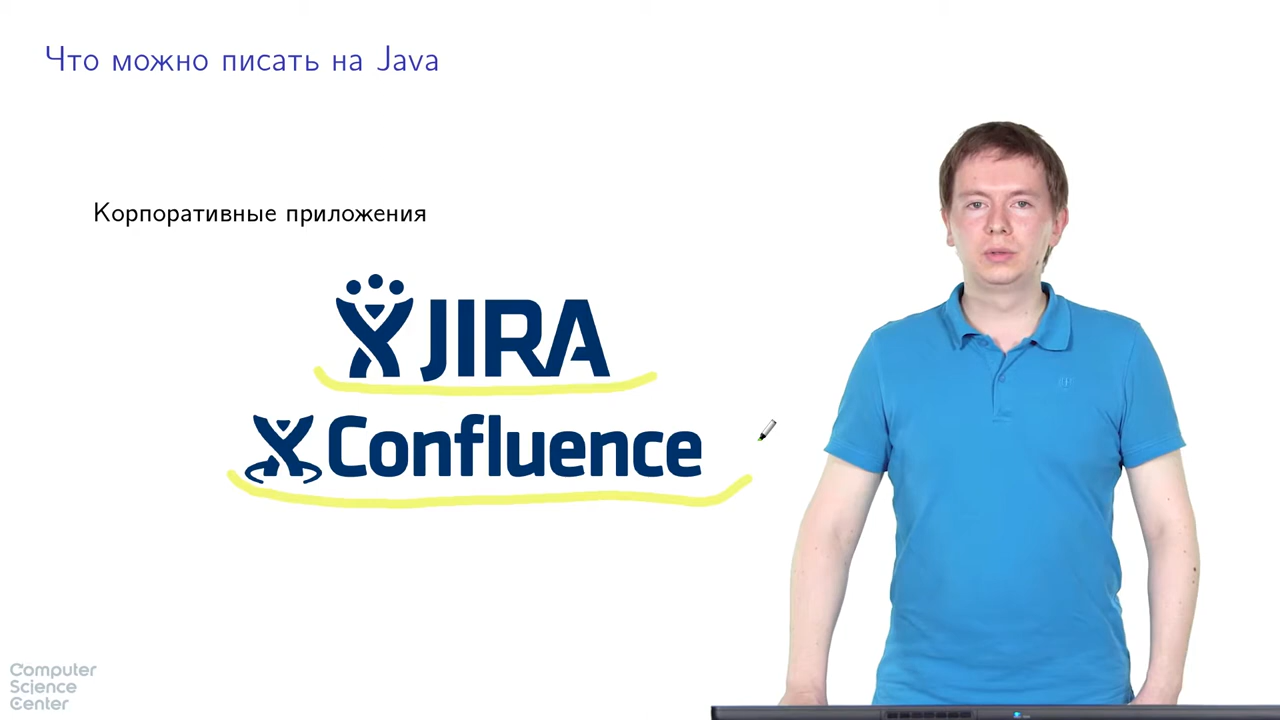 Что можно писать на Java
Корпоративные приложения
JIRA
Confluence
Computer
Science
Center